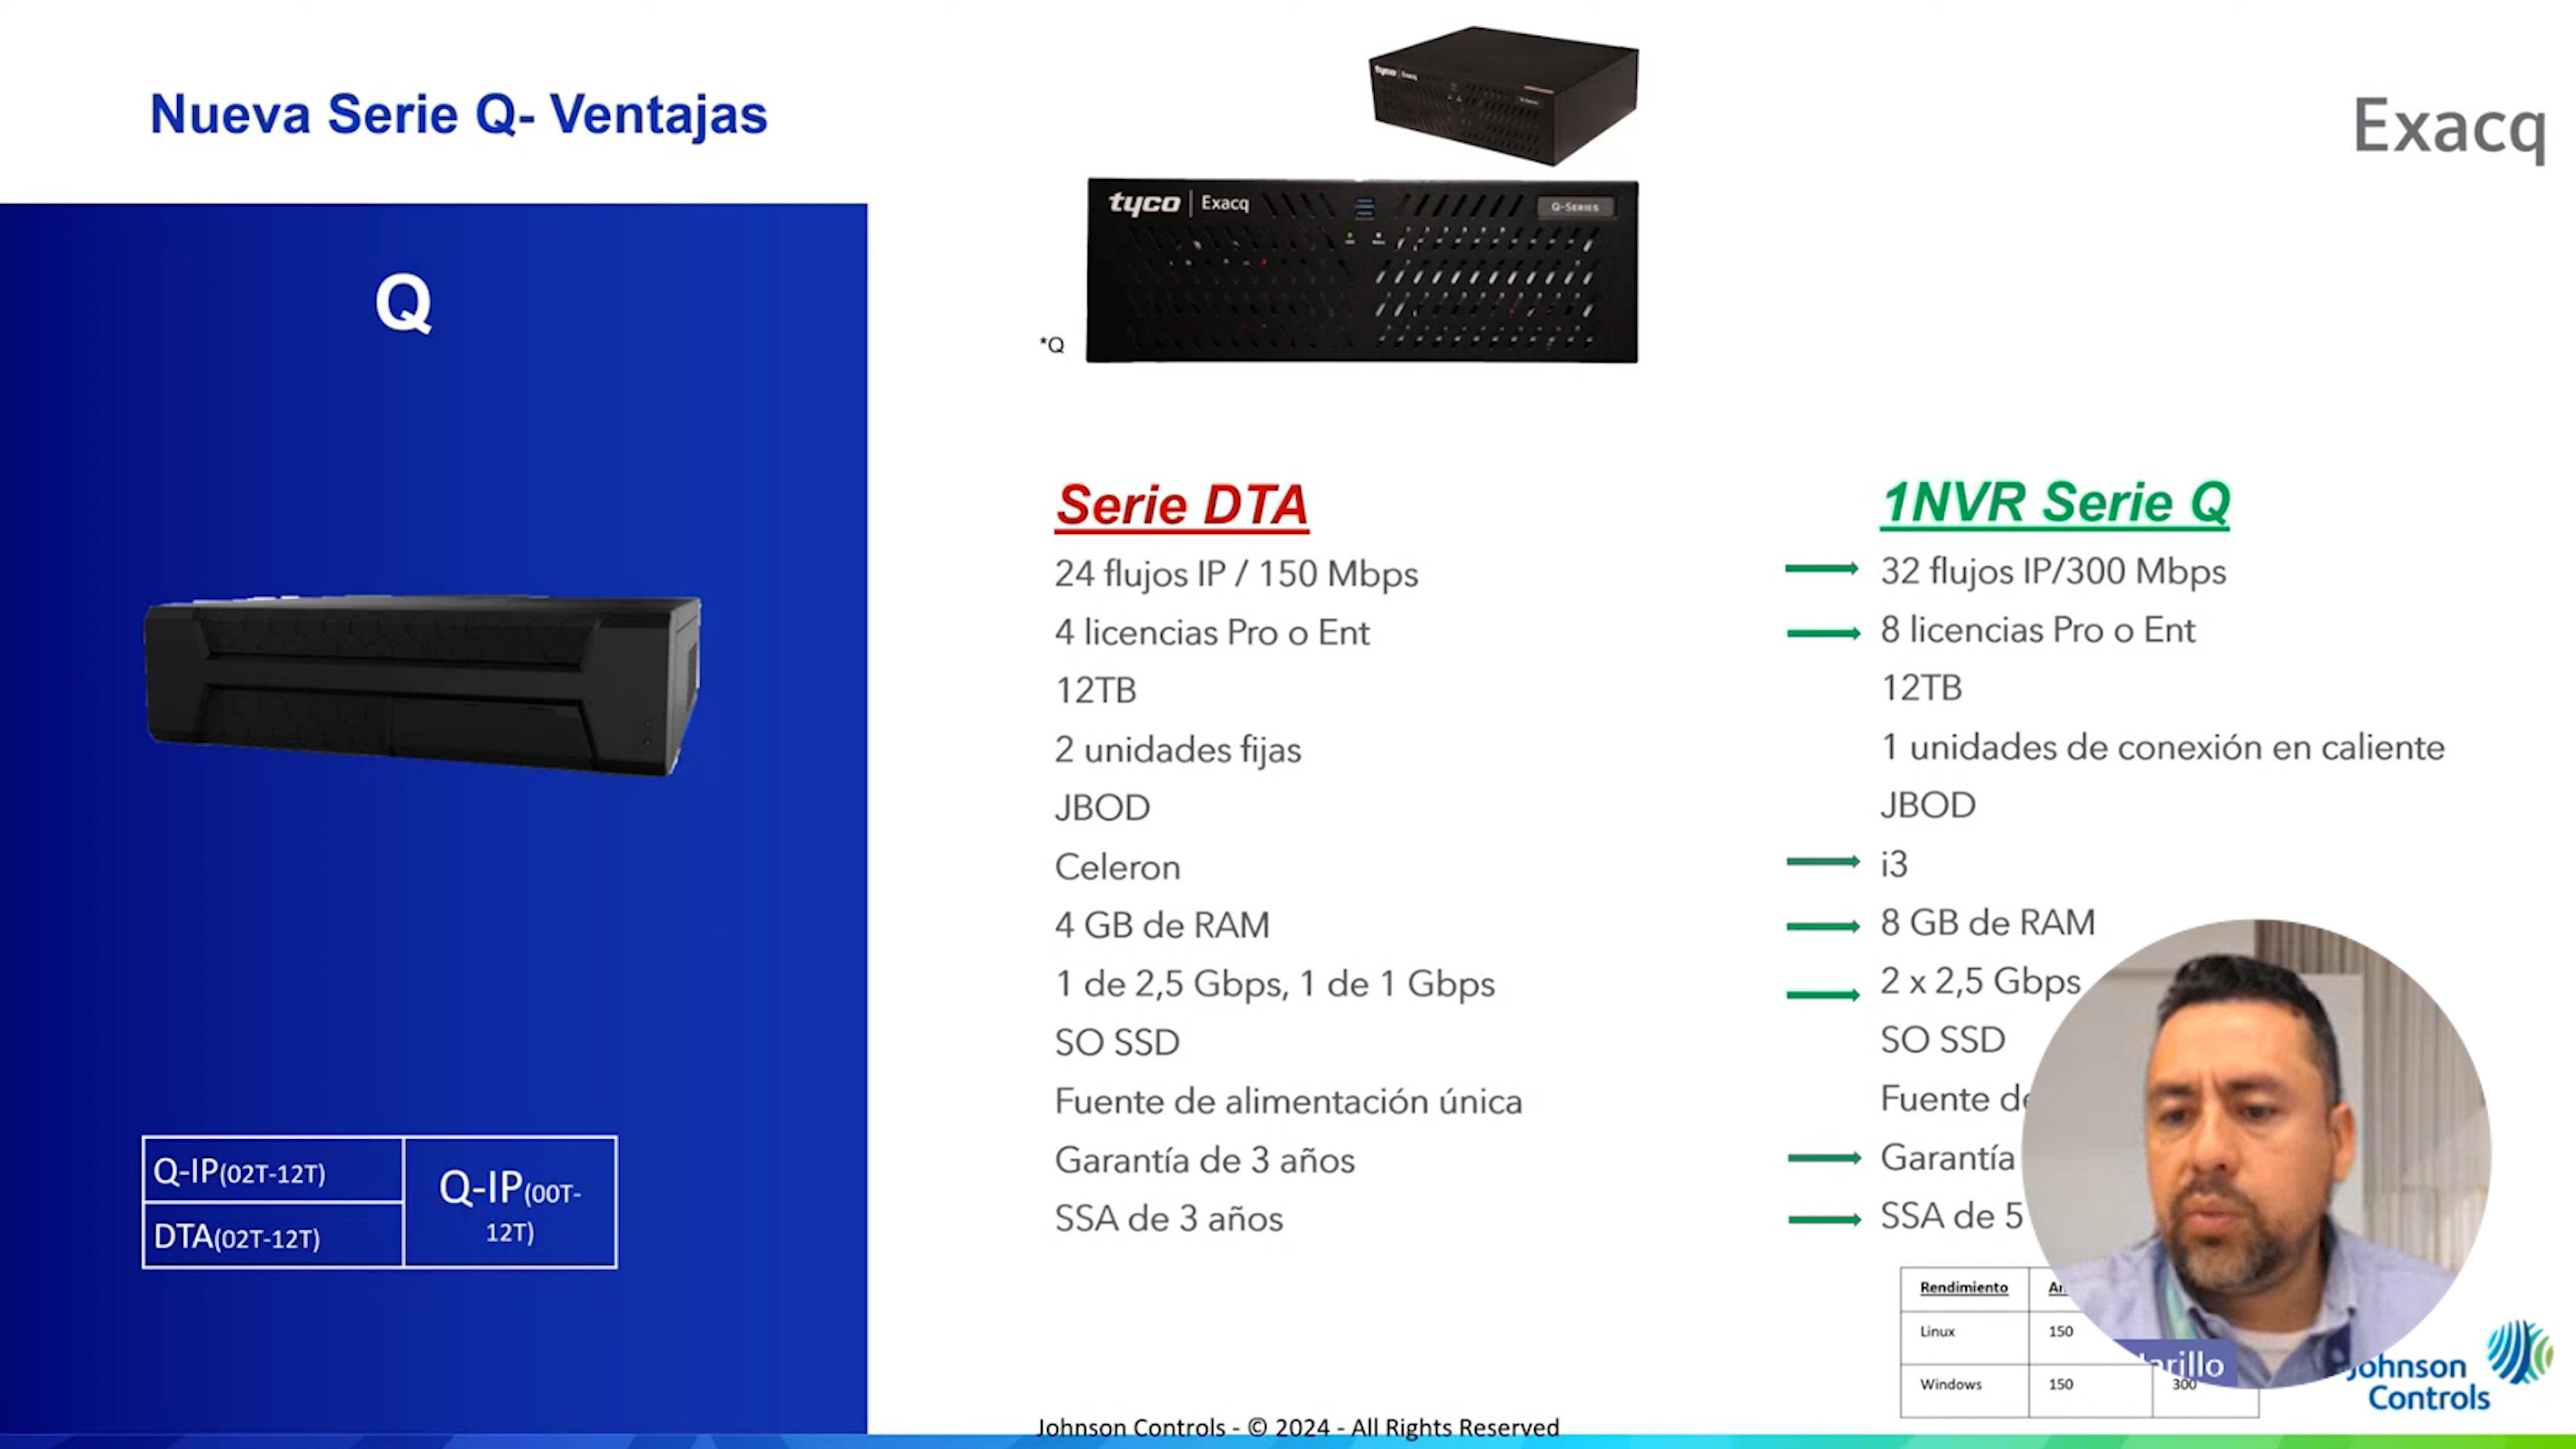 Nueva Serie Q- Ventajas
Exacq
tyco | Exacq
tyco | Exacq
Q-SERIES
*Q
Q
Q-IP(02T-12T)
DTA(02T-12T)
Q-IP(00T-
12T)
Serie DTA
24 flujos IP / 150 Mbps
4 licencias Pro o Ent
12TB
2 unidades fijas
JBOD
Celeron
4 GB de RAM
1 de 2,5 Gbps, 1 de 1 Gbps
SO SSD
Fuente de alimentación única
Garantía de 3 años
SSA de 3 años
1NVR Serie Q
32 flujos IP/300 Mbps
8 licencias Pro o Ent
12TB
1 unidades de conexión en caliente
JBOD
i3
8 GB de RAM
2 x 2,5 Gbps
SO SSD
Fuente
Garantía
SSA de 5
Rendimiento
Linux 150
Windows 150 300
Johnson
Controls
Johnson Controls - © 2024 - All Rights Reserved